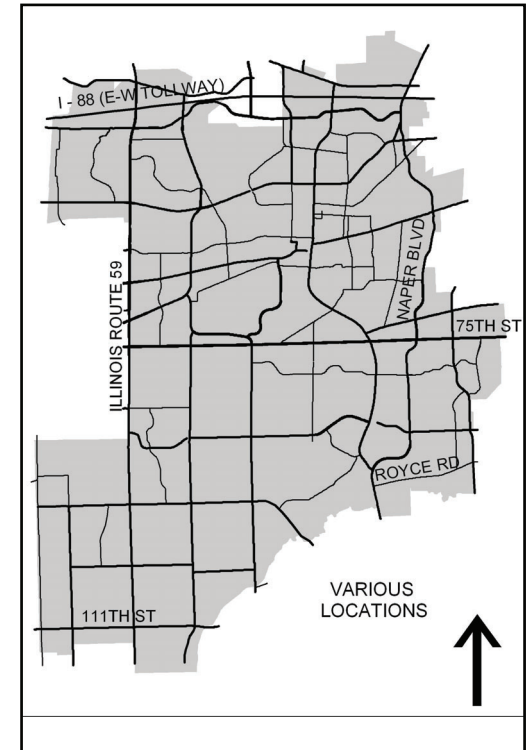 I - 88 (E-W TOLLWAY)
ILLINOIS ROUTE 59
NAPER BLVD
75TH ST
ROYCE RD
VARIOUS
LOCATIONS
111TH ST